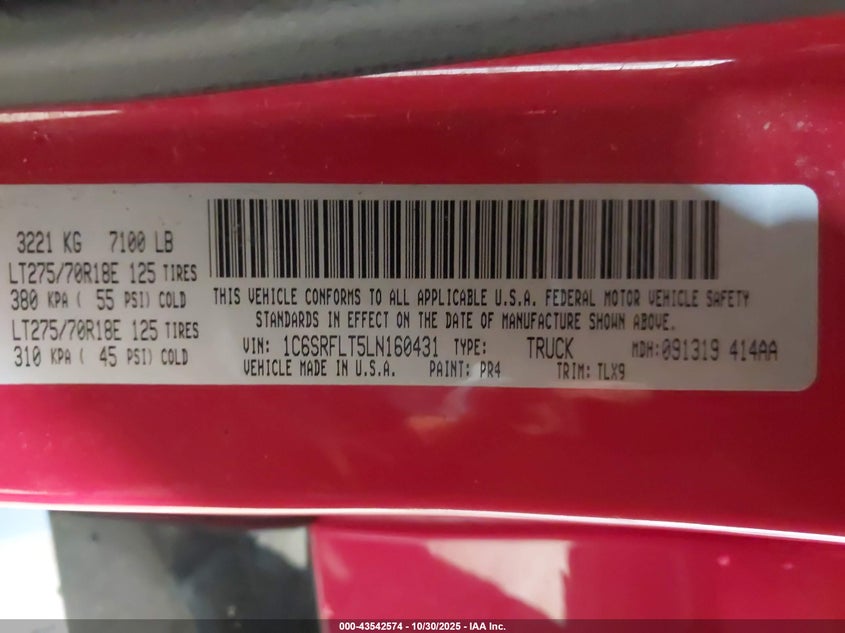 3221 KG 7100 LB
LT275/70R18E 125 TIRES
380 KPA ( 55 PSI) COLD
LT275/70R18E 125 TIRES
310 KPA ( 45 PSI) COLD
THIS VEHICLE CONFORMS TO ALL APPLICABLE U.S.A. FEDERAL MOTOR VEHICLE SAFETY
STANDARDS IN EFFECT ON THE DATE OF MANUFACTURE SHOWN ABOVE.
VIN: 1C6SRFLT5LN160431 TYPE: TRUCK MDH:091319 414AA
VEHICLE MADE IN U.S.A. PAINT: PR4 TRIM: TLX9
000-43542574 - 10/30/2025 - IAA Inc.